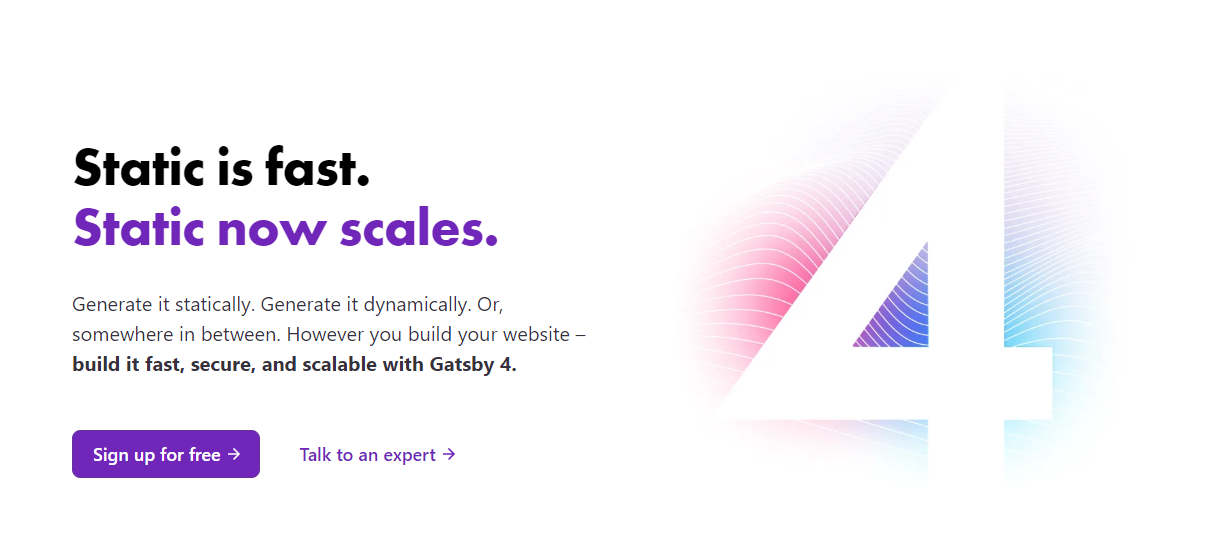 Static is fast.
Static now scales.
Generate it statically. Generate it dynamically. Or,
somewhere in between. However you build your website –
build it fast, secure, and scalable with Gatsby 4.
Sign up for free →
Talk to an expert →
4